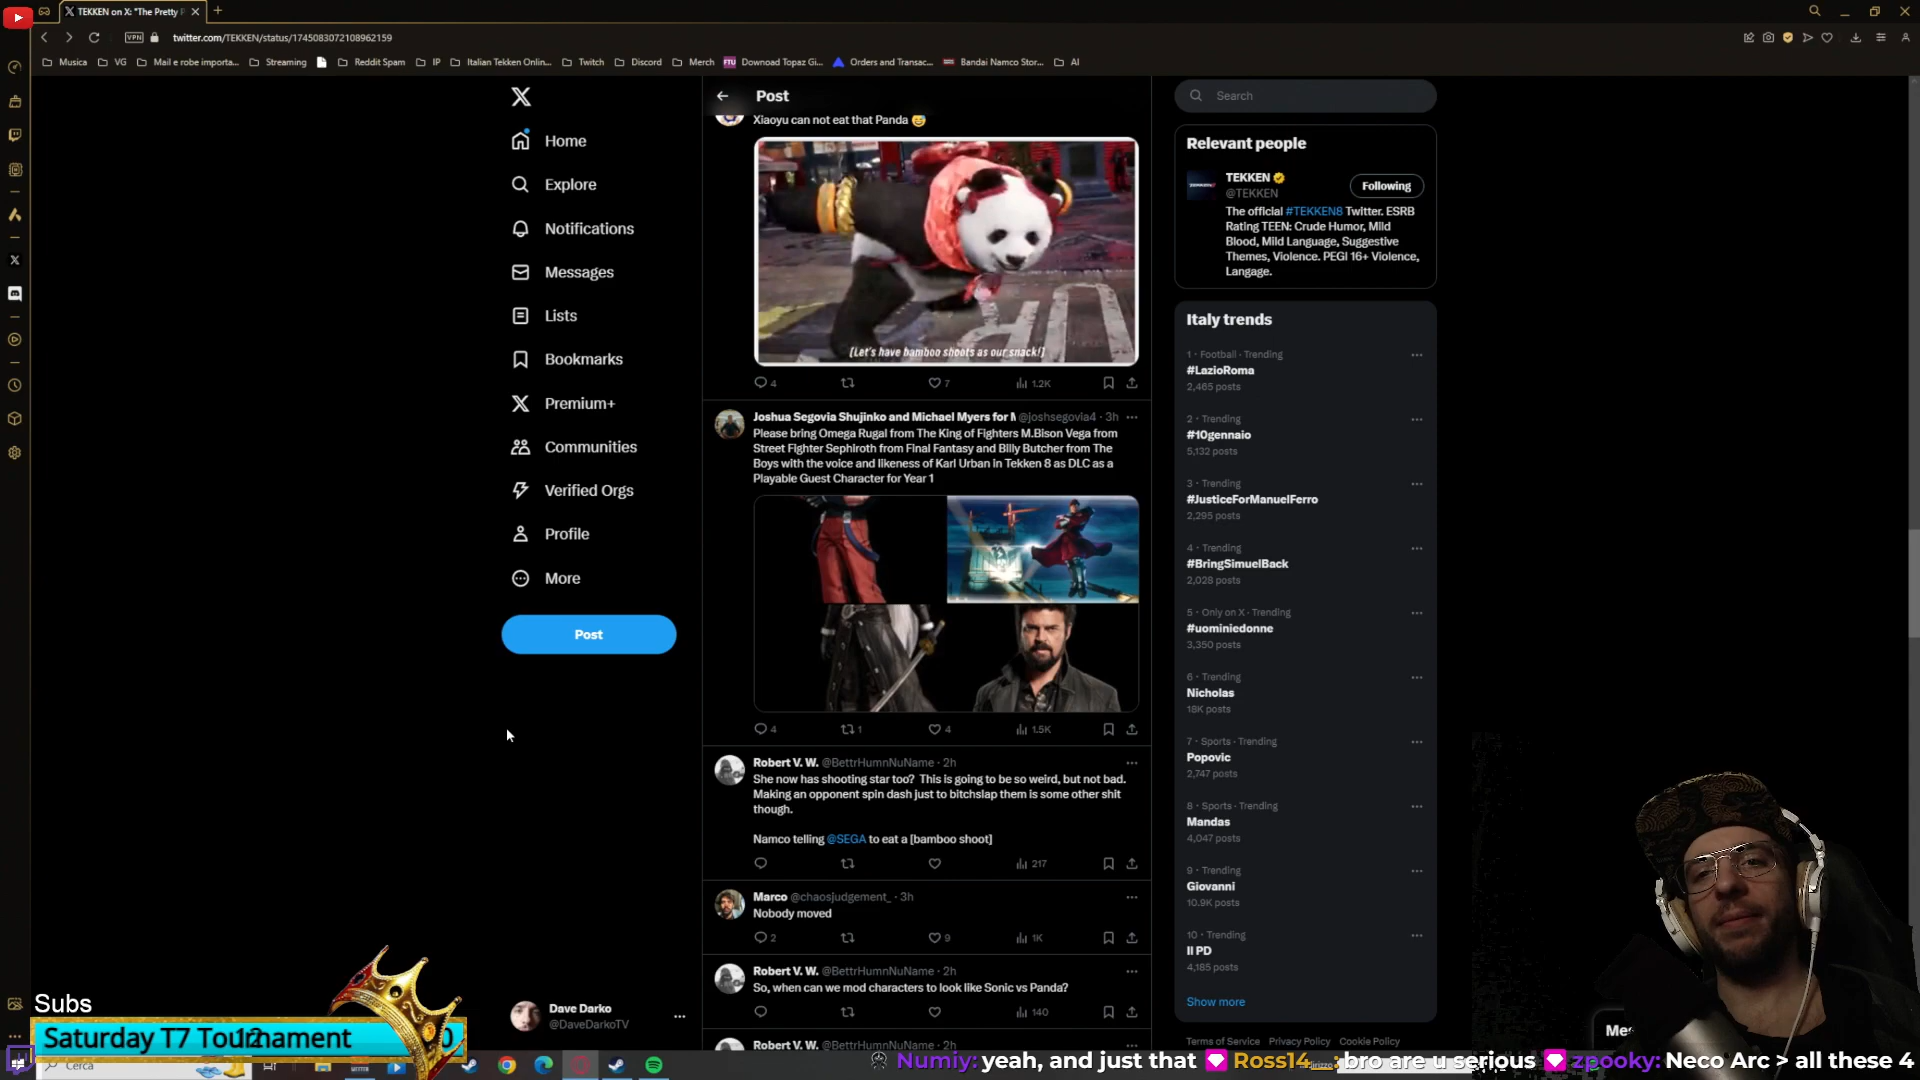 TEKKEN on X: "The Pretty
twitter.com/TEKKEN/status/1745083072108962159
VPN
Musica
VG
Mail e robe importa...
Streaming
Reddit Spam
IP
Italian Tekken Onlin...
Twitch
Discord
Merch
FTU
Downoad Topaz Gi...
Orders and Transac...
Bandai Namco Stor...
AI
Home
Explore
Notifications
Messages
Lists
Bookmarks
Premium+
Communities
Verified Orgs
Profile
More
Post
Dave Darko
@DaveDarkoTV
Post
Xiaoyu can not eat that Panda 😅
[Let's have bamboo shoots as our snack!]
4 7 1.2K
Joshua Segovia Shujinko and Michael Myers for M @joshsegovia4 · 3h
Please bring Omega Rugal from The King of Fighters M.Bison Vega from
Street Fighter Sephiroth from Final Fantasy and Billy Butcher from The
Boys with the voice and likeness of Karl Urban in Tekken 8 as DLC as a
Playable Guest Character for Year 1
4 1 4 1.5K
Robert V. W. @BettrHumnNuName · 2h
She now has shooting star too? This is going to be so weird, but not bad.
Making an opponent spin dash just to bitchslap them is some other shit
though.
Namco telling @SEGA to eat a [bamboo shoot]
217
Marco @chaosjudgement_ · 3h
Nobody moved
2 9 1K
Robert V. W. @BettrHumnNuName · 2h
So, when can we mod characters to look like Sonic vs Panda?
140
Robert V. W. @BettrHumnNuName · 2h
Search
Relevant people
TEKKEN
@TEKKEN
Following
The official #TEKKEN8 Twitter. ESRB
Rating TEEN: Crude Humor, Mild
Blood, Mild Language, Suggestive
Themes, Violence. PEGI 16+ Violence,
Langage.
Italy trends
1 · Football · Trending
#LazioRoma
2,465 posts
2 · Trending
#10gennaio
5,132 posts
3 · Trending
#JusticeForManuelFerro
2,295 posts
4 · Trending
#BringSimuelBack
2,028 posts
5 · Only on X · Trending
#uominiedonne
3,350 posts
6 · Trending
Nicholas
18K posts
7 · Sports · Trending
Popovic
2,747 posts
8 · Sports · Trending
Mandas
4,047 posts
9 · Trending
Giovanni
10.9K posts
10 · Trending
Il PD
4,185 posts
Show more
Terms of Service Privacy Policy Cookie Policy
Subs
Saturday T7 Tournament
Cerca
Numiy: yeah, and just that Ross14_ : bro are u serious zpooky: Neco Arc > all these 4